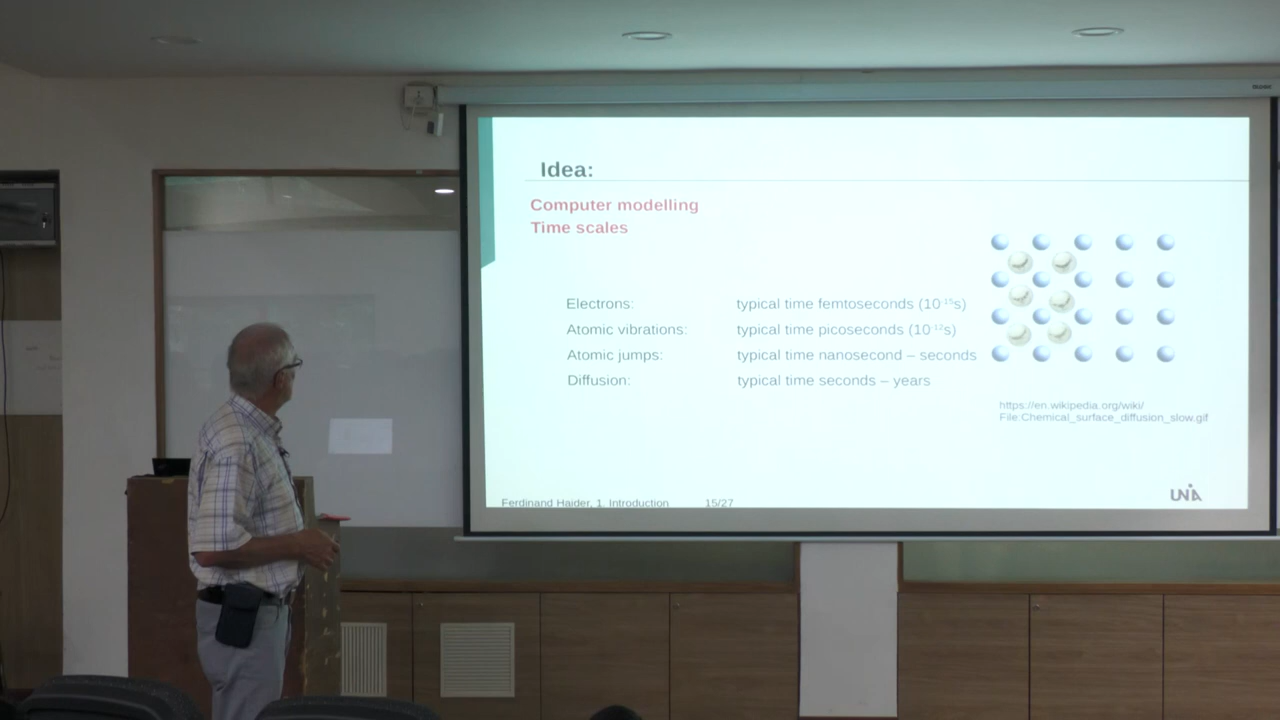 Idea:
Computer modelling
Time scales
Electrons: typical time femtoseconds (10⁻¹⁵s)
Atomic vibrations: typical time picoseconds (10⁻¹²s)
Atomic jumps: typical time nanosecond – seconds
Diffusion: typical time seconds – years
https://en.wikipedia.org/wiki/
File:Chemical_surface_diffusion_slow.gif
Ferdinand Haider, 1. Introduction 15/27
UNIA